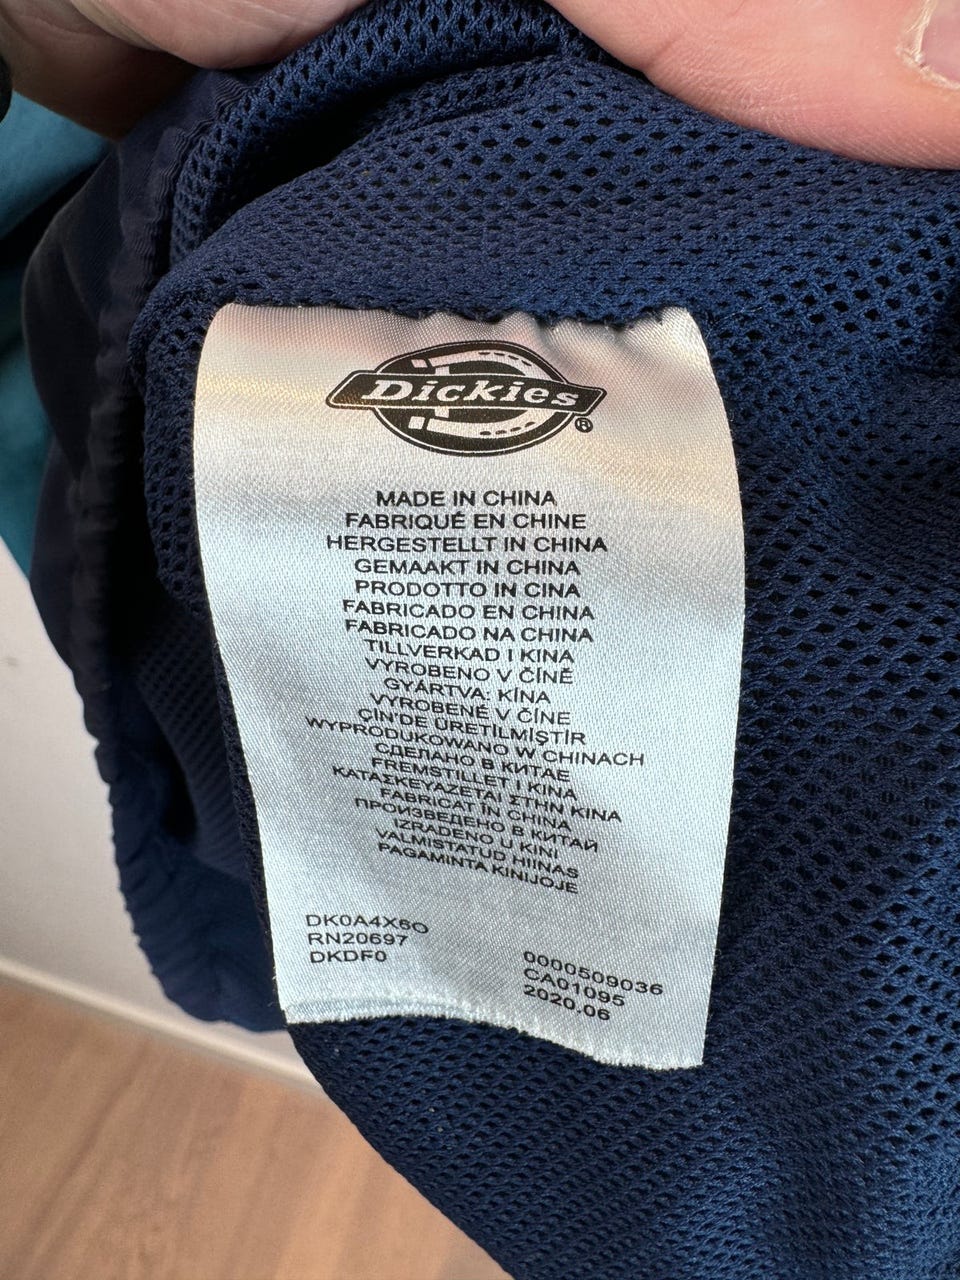 Dickies
®
MADE IN CHINA
FABRIQUÉ EN CHINE
HERGESTELLT IN CHINA
GEMAAKT IN CHINA
PRODOTTO IN CINA
FABRICADO EN CHINA
FABRICADO NA CHINA
TILLVERKAD I KINA
VYROBENO V ČÍNĚ
GYÁRTVA: KÍNA
VYROBENÉ V ČÍNE
ÇİN'DE ÜRETİLMİŞTİR
WYPRODUKOWANO W CHINACH
СДЕЛАНО В КИТАЕ
FREMSTILLET I KINA
ΚΑΤΑΣΚΕΥΑΖΕΤΑΙ ΣΤΗΝ ΚΙΝΑ
FABRICAT ÎN CHINA
ПРОИЗВЕДЕНО В КИТАЙ
IZRAĐENO U KINI
VALMISTATUD HIINAS
PAGAMINTA KINIJOJE
DK0A4X6O
RN20697
DKDF0
0000509036
CA01095
2020.06